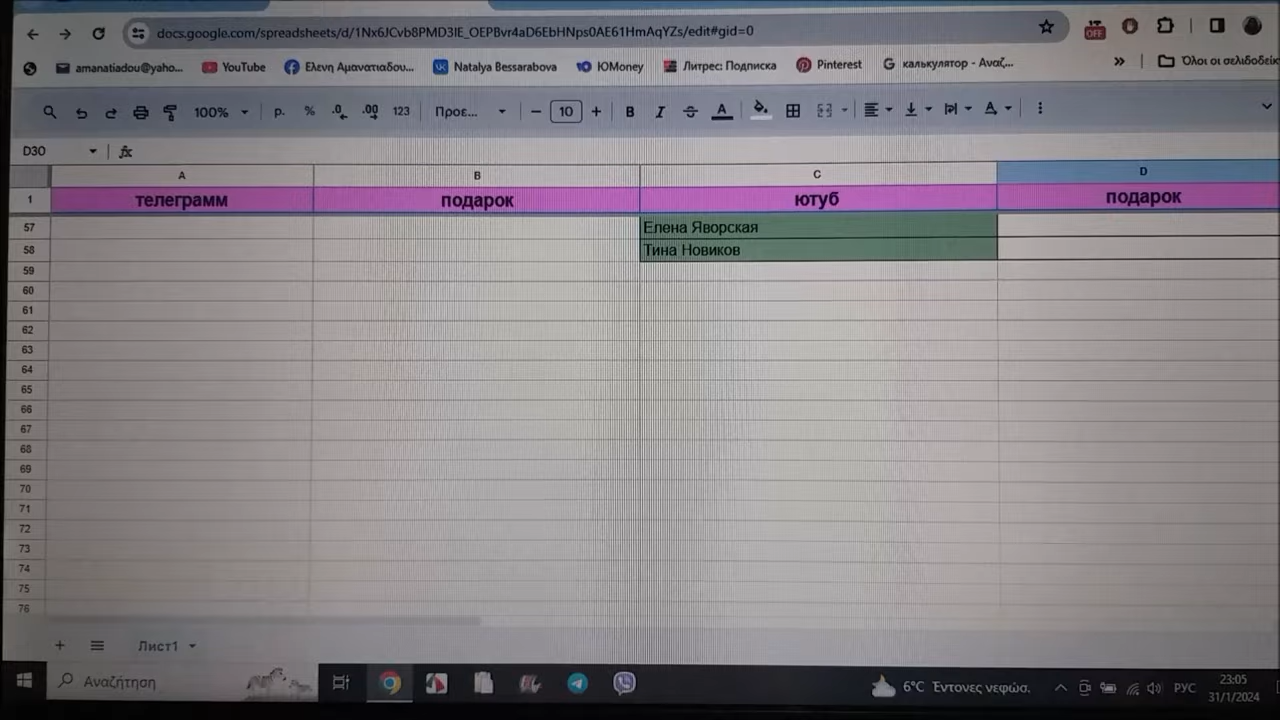 docs.google.com/spreadsheets/d/1Nx6JCvb8PMD3IE_OEPBvr4aD6EbHNps0AE61HmAqYZs/edit#gid=0
OFF
amanatiadou@yaho... YouTube Ελενη Αμανατιαδου... Natalya Bessarabova ЮMoney Литрес: Подписка Pinterest калькулятор - Αναζ... » Όλοι οι σελιδοδείκ
100% р. % .0 .00 123 Προε... − 10 + B I S A
D30 fx
A B C D
1 телеграмм подарок ютуб подарок
57 Елена Яворская
58 Тина Новиков
59
60
61
62
63
64
65
66
67
68
69
70
71
72
73
74
75
76
+ Лист1
Αναζήτηση 6°C Έντονες νεφώσ. РУС 23:05
31/1/2024